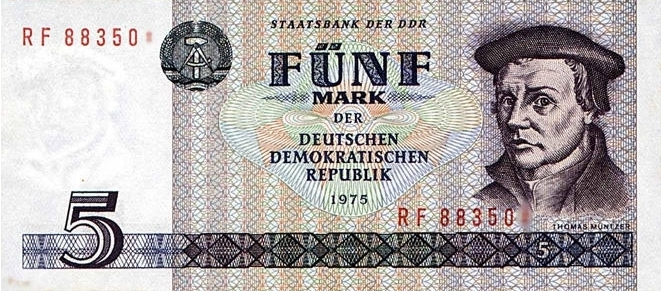 RF 88350
STAATSBANK DER DDR
FÜNF
MARK
DER
DEUTSCHEN
DEMOKRATISCHEN
REPUBLIK
1975
RF 88350
THOMAS MÜNTZER
5
5